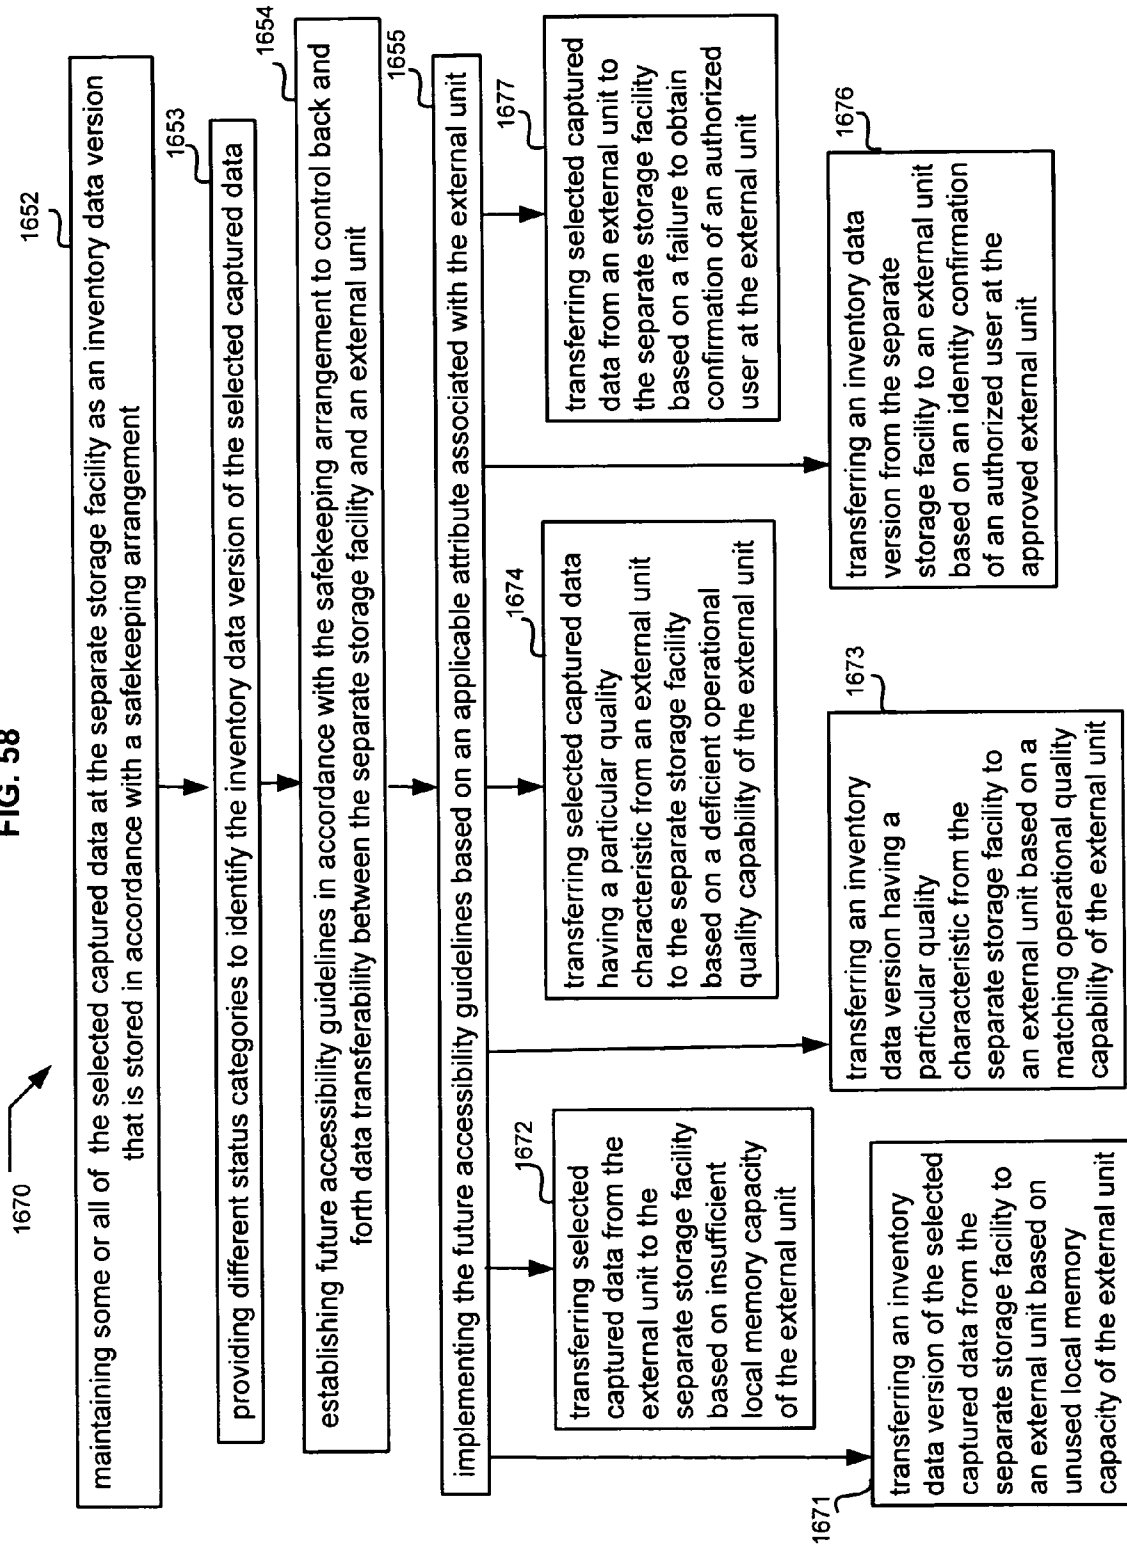 FIG. 58
1670
1652
maintaining some or all of the selected captured data at the separate storage facility as an inventory data version
that is stored in accordance with a safekeeping arrangement
1653
providing different status categories to identify the inventory data version of the selected captured data
1654
establishing future accessibility guidelines in accordance with the safekeeping arrangement to control back and
forth data transferability between the separate storage facility and an external unit
1655
implementing the future accessibility guidelines based on an applicable attribute associated with the external unit
1672
transferring selected
captured data from the
external unit to the
separate storage facility
based on insufficient
local memory capacity
of the external unit
1674
transferring selected captured data
having a particular quality
characteristic from an external unit
to the separate storage facility
based on a deficient operational
quality capability of the external unit
1677
transferring selected captured
data from an external unit to
the separate storage facility
based on a failure to obtain
confirmation of an authorized
user at the external unit
1671
transferring an inventory
data version of the selected
captured data from the
separate storage facility to
an external unit based on
unused local memory
capacity of the external unit
1673
transferring an inventory
data version having a
particular quality
characteristic from the
separate storage facility to
an external unit based on a
matching operational quality
capability of the external unit
1676
transferring an inventory data
version from the separate
storage facility to an external unit
based on an identity confirmation
of an authorized user at the
approved external unit